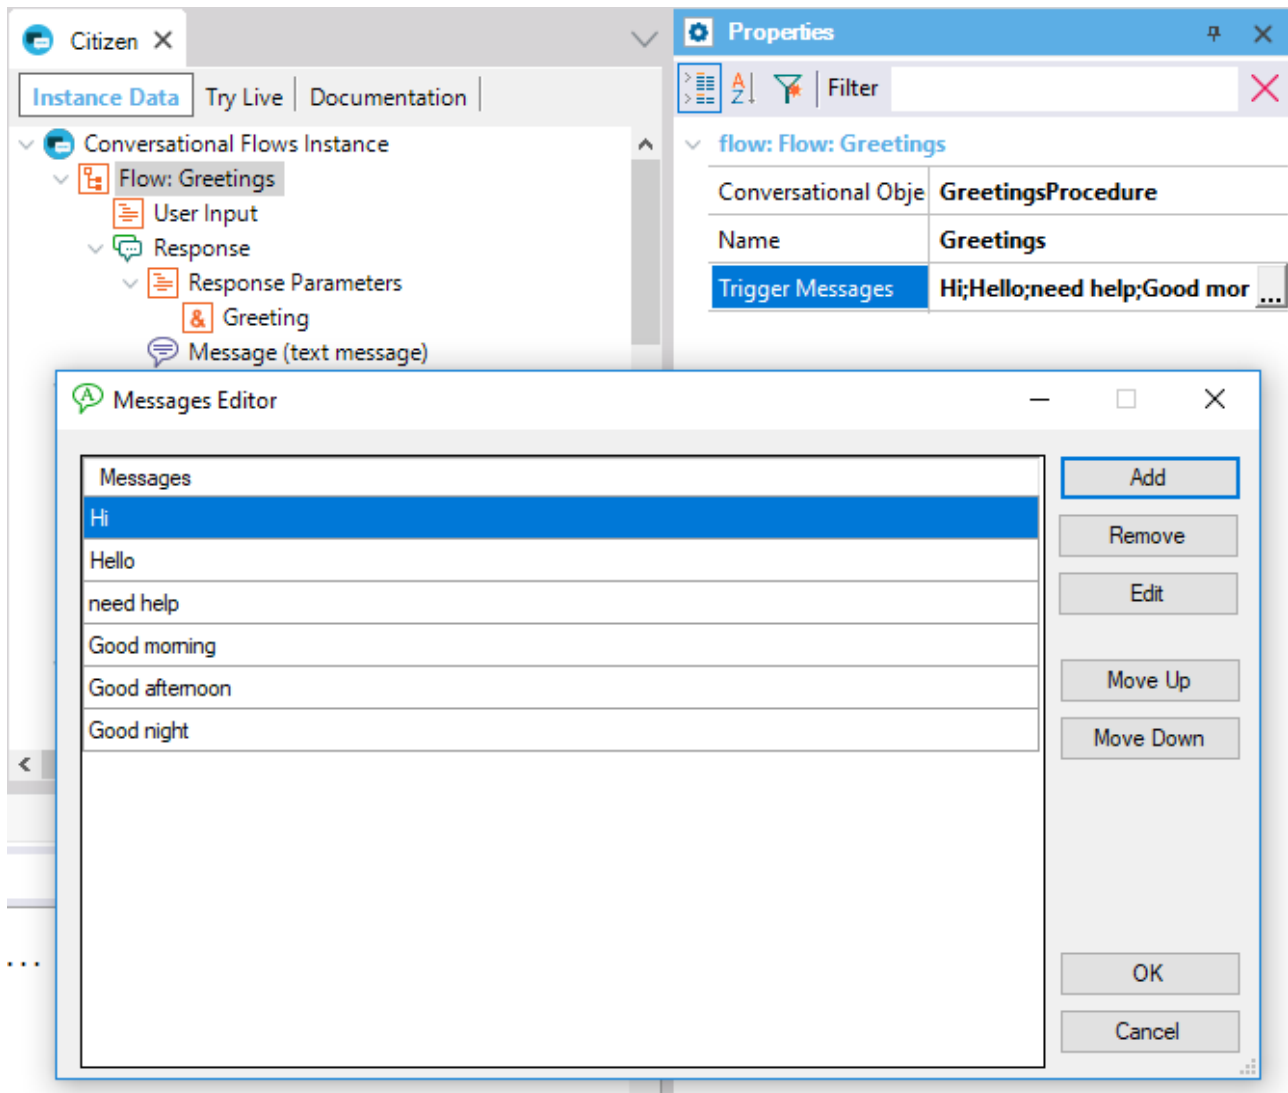 Citizen
Instance Data
Try Live
Documentation
Conversational Flows Instance
Flow: Greetings
User Input
Response
Response Parameters
&
Greeting
Message (text message)
Properties
A
Z
Filter
flow: Flow: Greetings
Conversational Obje GreetingsProcedure
Name Greetings
Trigger Messages Hi;Hello;need help;Good mor ...
A
Messages Editor
Messages
Hi
Hello
need help
Good morning
Good afternoon
Good night
Add
Remove
Edit
Move Up
Move Down
OK
Cancel
...